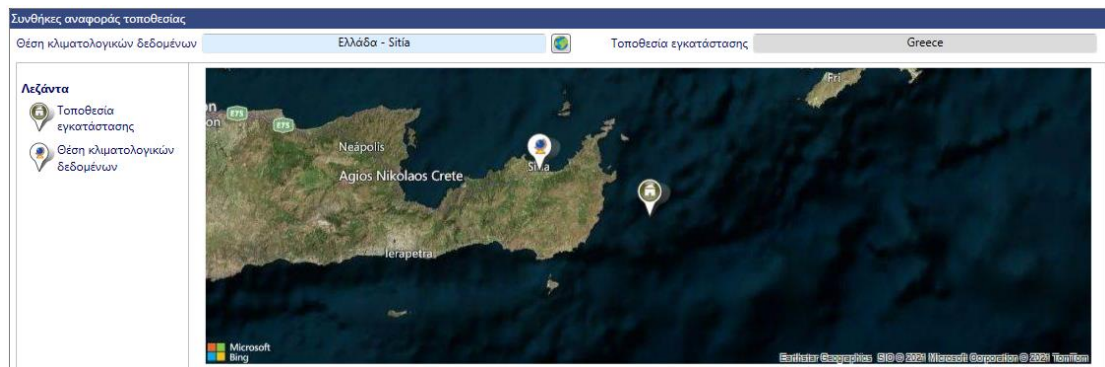 Συνθήκες αναφοράς τοποθεσίας
Θέση κλιματολογικών δεδομένων
Ελλάδα - Sitía
Τοποθεσία εγκατάστασης
Greece
Λεζάντα
Τοποθεσία
εγκατάστασης
Θέση κλιματολογικών
δεδομένων
E75
E75
Fri
Neápolis
Agios Nikolaos Crete
Ierapetra
Microsoft
Bing
Earthstar Geographics SIO © 2021 Microsoft Corporation © 2021 TomTom